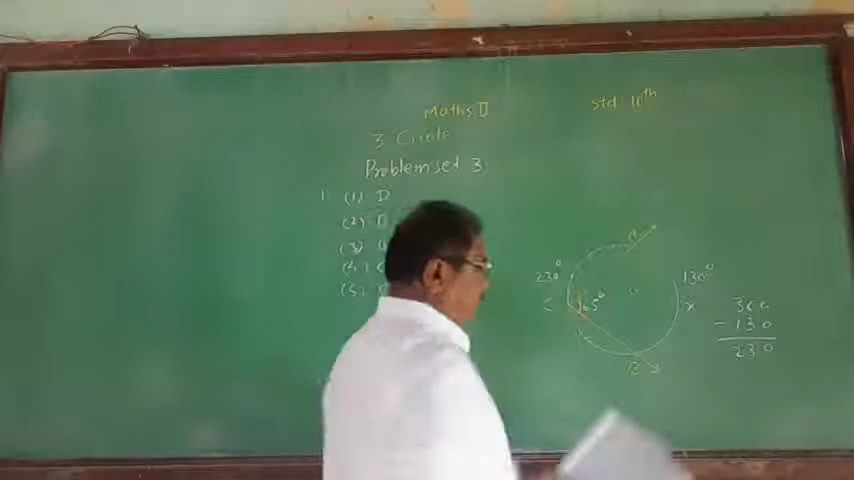 Maths II
std: 10th
3 Circle
Problem set 3
1 (1) D
(2) D
(3)
(4) C
(5)
A
230°
130°
C
65°
X
360
- 130
230
B